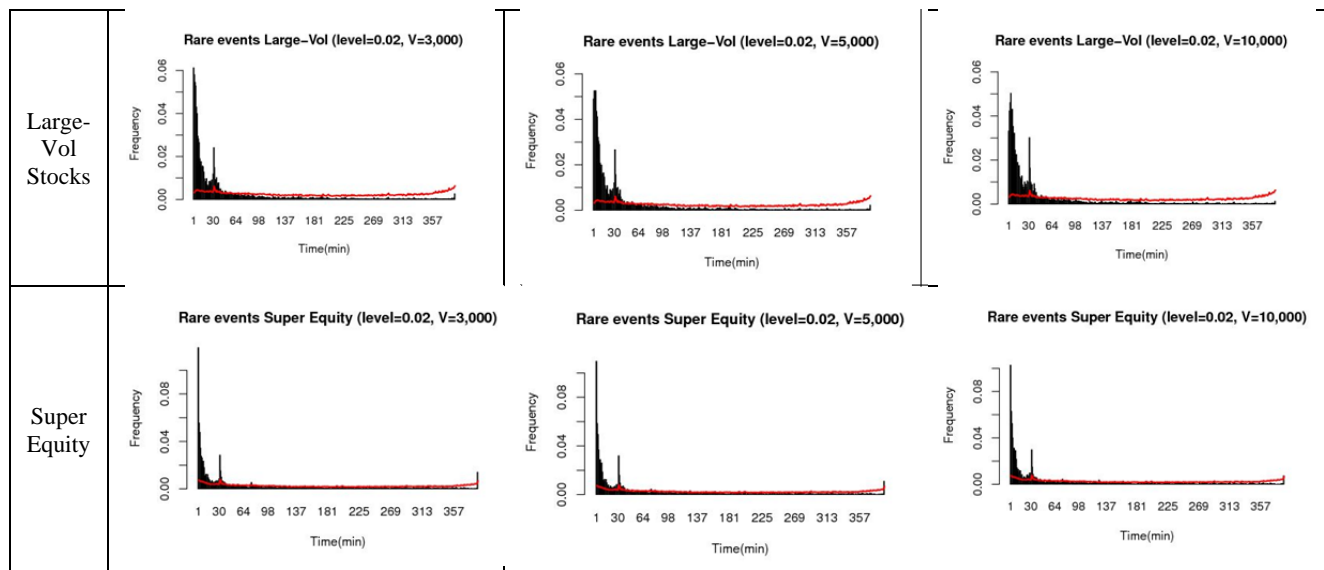 Large-
Vol
Stocks
Rare events Large-Vol (level=0.02, V=3,000)
Frequency
0.00 0.02 0.04 0.06
1 30 64 98 137 181 225 269 313 357
Time(min)
Rare events Large-Vol (level=0.02, V=5,000)
Frequency
0.00 0.02 0.04 0.06
1 30 64 98 137 181 225 269 313 357
Time(min)
Rare events Large-Vol (level=0.02, V=10,000)
Frequency
0.00 0.02 0.04 0.06
1 30 64 98 137 181 225 269 313 357
Time(min)
Super
Equity
Rare events Super Equity (level=0.02, V=3,000)
Frequency
0.00 0.04 0.08
1 30 64 98 137 181 225 269 313 357
Time(min)
Rare events Super Equity (level=0.02, V=5,000)
Frequency
0.00 0.04 0.08
1 30 64 98 137 181 225 269 313 357
Time(min)
Rare events Super Equity (level=0.02, V=10,000)
Frequency
0.00 0.04 0.08
1 30 64 98 137 181 225 269 313 357
Time(min)